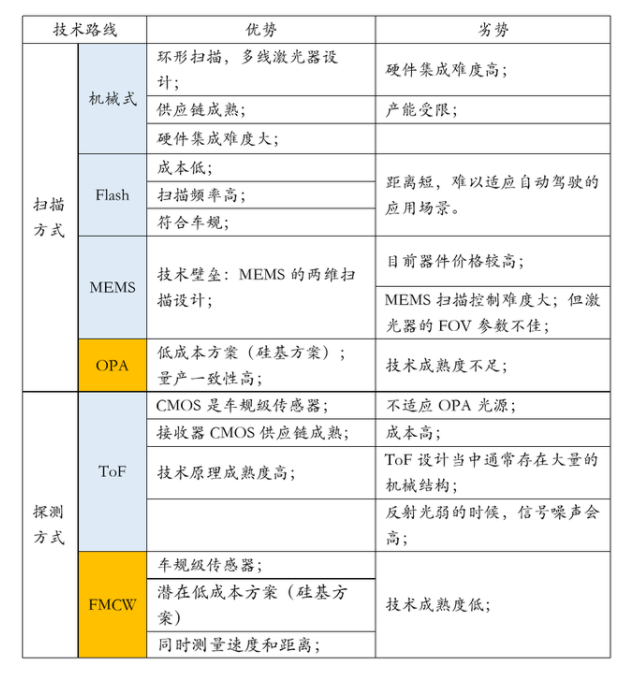 技术路线 优势 劣势
扫描
方式
机械式
环形扫描，多线激光器设
计；
硬件集成难度高；
供应链成熟；
产能受限；
硬件集成难度大；
Flash
成本低；
扫描频率高；
符合车规；
距离短，难以适应自动驾驶的
应用场景。
MEMS
技术壁垒：MEMS 的两维扫
描设计；
目前器件价格较高；
MEMS 扫描控制难度大；但激
光器的 FOV 参数不佳；
OPA
低成本方案（硅基方案）；
量产一致性高；
技术成熟度不足；
探测
方式
ToF
CMOS 是车规级传感器；
不适应 OPA 光源；
接收器 CMOS 供应链成熟；
成本高；
技术原理成熟度高；
ToF 设计当中通常存在大量的
机械结构；
反射光弱的时候，信号噪声会
高；
FMCW
车规级传感器；
潜在低成本方案（硅基方
案）
同时测量速度和距离；
技术成熟度低；